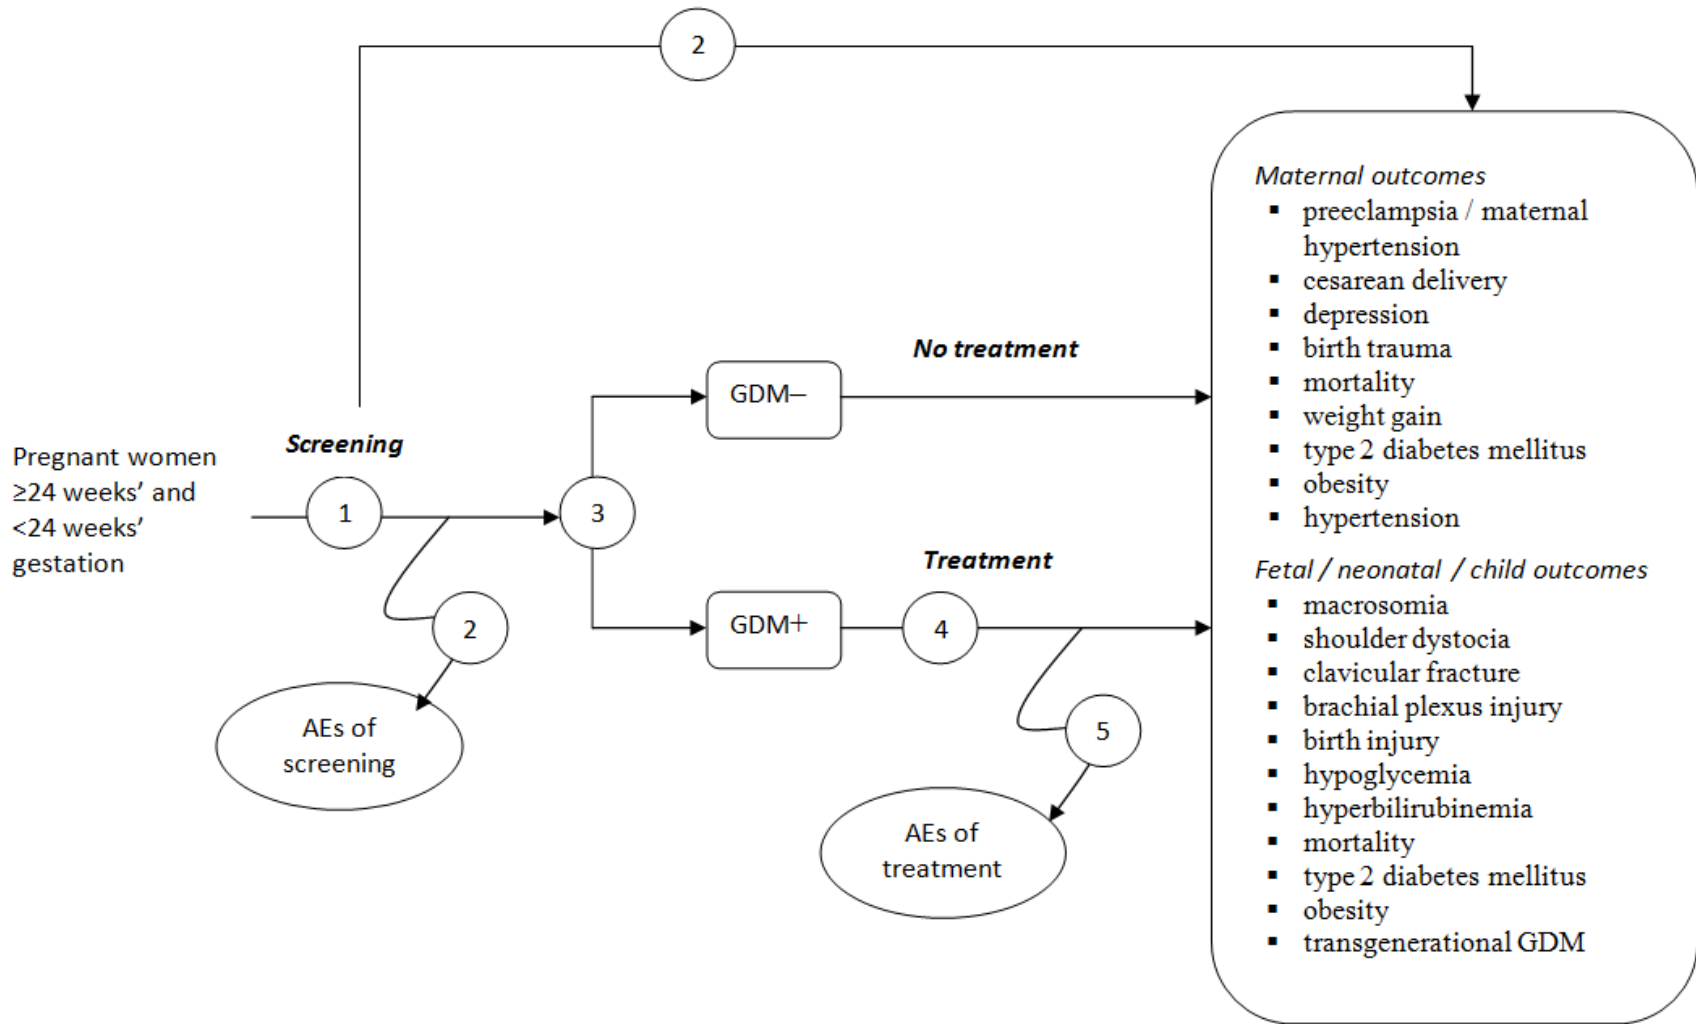 2
Pregnant women
≥24 weeks’ and
<24 weeks’
gestation
Screening
1
2
AEs of
screening
3
GDM–
No treatment
GDM+
Treatment
4
5
AEs of
treatment
Maternal outcomes
▪ preeclampsia / maternal
hypertension
▪ cesarean delivery
▪ depression
▪ birth trauma
▪ mortality
▪ weight gain
▪ type 2 diabetes mellitus
▪ obesity
▪ hypertension
Fetal / neonatal / child outcomes
▪ macrosomia
▪ shoulder dystocia
▪ clavicular fracture
▪ brachial plexus injury
▪ birth injury
▪ hypoglycemia
▪ hyperbilirubinemia
▪ mortality
▪ type 2 diabetes mellitus
▪ obesity
▪ transgenerational GDM